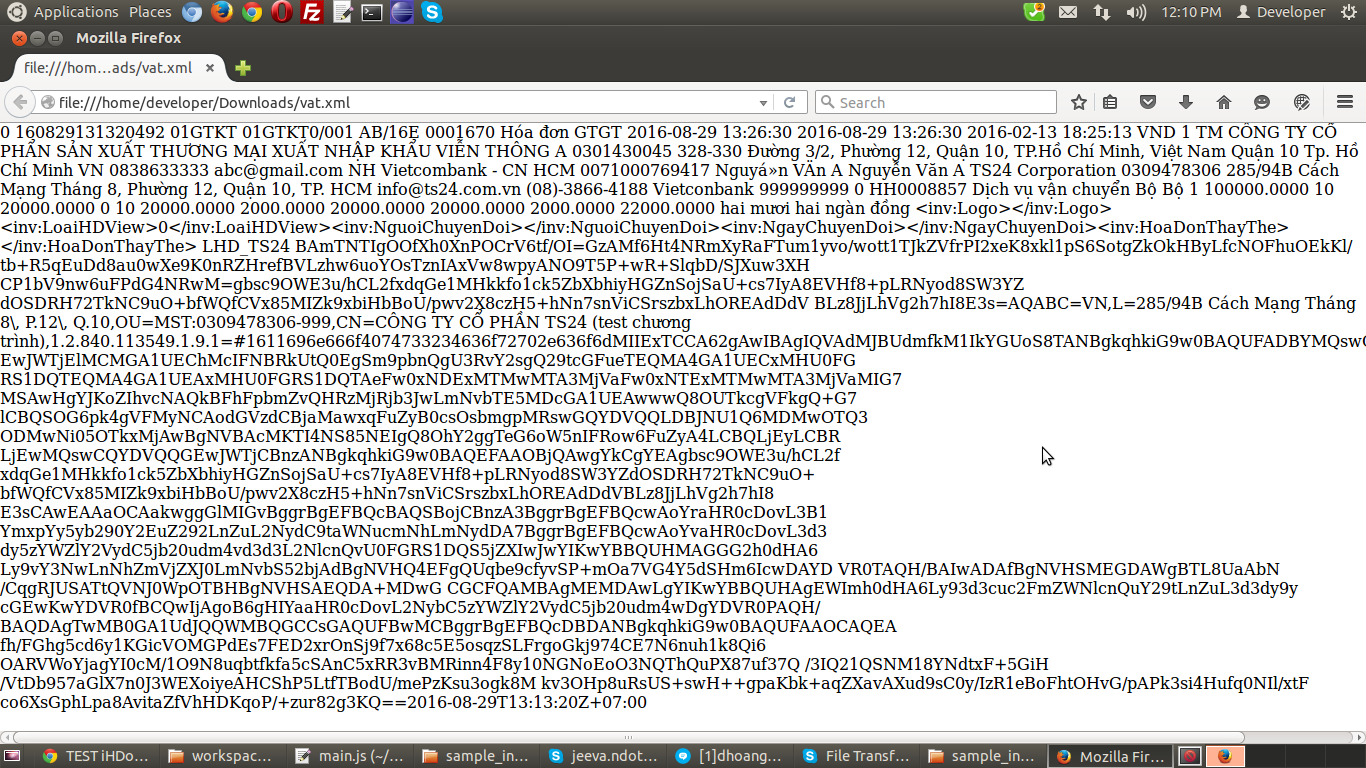 Applications Places 12:10 PM Developer
Mozilla Firefox
file:///hom...ads/vat.xml
file:///home/developer/Downloads/vat.xml Search
0 160829131320492 01GTKT 01GTKT0/001 AB/16E 0001670 Hóa đơn GTGT 2016-08-29 13:26:30 2016-08-29 13:26:30 2016-02-13 18:25:13 VND 1 TM CÔNG TY CỔ
PHẨN SẢN XUẤT THƯƠNG MẠI XUẤT NHẬP KHẨU VIỄN THÔNG A 0301430045 328-330 Đường 3/2, Phường 12, Quận 10, TP.Hồ Chí Minh, Việt Nam Quận 10 Tp. Hồ
Chí Minh VN 0838633333 abc@gmail.com NH Vietcombank - CN HCM 0071000769417 Nguyá»n VÄn A Nguyễn Văn A TS24 Corporation 0309478306 285/94B Cách
Mạng Tháng 8, Phường 12, Quận 10, TP. HCM info@ts24.com.vn (08)-3866-4188 Vietconbank 999999999 0 HH0008857 Dịch vụ vận chuyển Bộ Bộ 1 100000.0000 10
20000.0000 0 10 20000.0000 2000.0000 20000.0000 20000.0000 2000.0000 22000.0000 hai mươi hai ngàn đồng <inv:Logo></inv:Logo>
<inv:LoaiHDView>0</inv:LoaiHDView><inv:NguoiChuyenDoi></inv:NguoiChuyenDoi><inv:NgayChuyenDoi></inv:NgayChuyenDoi><inv:HoaDonThayThe>
</inv:HoaDonThayThe> LHD_TS24 BAmTNTIgOOfXh0XnPOCrV6tf/OI=GzAMf6Ht4NRmXyRaFTum1yvo/wott1TJkZVfrPI2xeK8xkl1pS6SotgZkOkHByLfcNOFhuOEkKl/
tb+R5qEuDd8au0wXe9K0nRZHrefBVLzhw6uoYOsTznIAxVw8wpyANO9T5P+wR+SlqbD/SJXuw3XH
CP1bV9nw6uFPdG4NRwM=gbsc9OWE3u/hCL2fxdqGe1MHkkfo1ck5ZbXbhiyHGZnSojSaU+cs7IyA8EVHf8+pLRNyod8SW3YZ
dOSDRH72TkNC9uO+bfWQfCVx85MIZk9xbiHbBoU/pwv2X8czH5+hNn7snViCSrszbxLhOREAdDdV BLz8JjLhVg2h7hI8E3s=AQABC=VN,L=285/94B Cách Mạng Tháng
8\, P.12\, Q.10,OU=MST:0309478306-999,CN=CÔNG TY CỔ PHẦN TS24 (test chương
trình),1.2.840.113549.1.9.1=#1611696e666f4074733234636f72702e636f6dMIIExTCCA62gAwIBAgIQVAdMJBUdmfkM1IkYGUoS8TANBgkqhkiG9w0BAQUFADBYMQswC
EwJWTjElMCMGA1UEChMcIFNBRkUtQ0EgSm9pbnQgU3RvY2sgQ29tcGFueTEQMA4GA1UECxMHU0FG
RS1DQTEQMA4GA1UEAxMHU0FGRS1DQTAeFw0xNDExMTMwMTA3MjVaFw0xNTExMTMwMTA3MjVaMIG7
MSAwHgYJKoZIhvcNAQkBFhFpbmZvQHRzMjRjb3JwLmNvbTE5MDcGA1UEAwwwQ8OUTkcgVFkgQ+G7
lCBQSOG6pk4gVFMyNCAodGVzdCBjaMawxqFuZyB0csOsbmgpMRswGQYDVQQLDBJNU1Q6MDMwOTQ3
ODMwNi05OTkxMjAwBgNVBAcMKTI4NS85NEIgQ8OhY2ggTeG6oW5nIFRow6FuZyA4LCBQLjEyLCBR
LjEwMQswCQYDVQQGEwJWTjCBnzANBgkqhkiG9w0BAQEFAAOBjQAwgYkCgYEAgbsc9OWE3u/hCL2f
xdqGe1MHkkfo1ck5ZbXbhiyHGZnSojSaU+cs7IyA8EVHf8+pLRNyod8SW3YZdOSDRH72TkNC9uO+
bfWQfCVx85MIZk9xbiHbBoU/pwv2X8czH5+hNn7snViCSrszbxLhOREAdDdVBLz8JjLhVg2h7hI8
E3sCAwEAAaOCAakwggGlMIGvBggrBgEFBQcBAQSBojCBnzA3BggrBgEFBQcwAoYraHR0cDovL3B1
YmxpYy5yb290Y2EuZ292LnZuL2NydC9taWNucmNhLmNydDA7BggrBgEFBQcwAoYvaHR0cDovL3d3
dy5zYWZlY2VydC5jb20udm4vd3d3L2NlcnQvU0FGRS1DQS5jZXIwJwYIKwYBBQUHMAGGG2h0dHA6
Ly9vY3NwLnNhZmVjZXJ0LmNvbS52bjAdBgNVHQ4EFgQUqbe9cfyvSP+mOa7VG4Y5dSHm6IcwDAYD VR0TAQH/BAIwADAfBgNVHSMEGDAWgBTL8UaAbN
/CqgRJUSATtQVNJ0WpOTBHBgNVHSAEQDA+MDwG CGCFQAMBAgMEMDAwLgYIKwYBBQUHAgEWImh0dHA6Ly93d3cuc2FmZWNlcnQuY29tLnZuL3d3dy9y
cGEwKwYDVR0fBCQwIjAgoB6gHIYaaHR0cDovL2NybC5zYWZlY2VydC5jb20udm4wDgYDVR0PAQH/
BAQDAgTwMB0GA1UdJQQWMBQGCCsGAQUFBwMCBggrBgEFBQcDBDANBgkqhkiG9w0BAQUFAAOCAQEA
fh/FGhg5cd6y1KGicVOMGPdEs7FED2xrOnSj9f7x68c5E5osqzSLFrgoGkj974CE7N6nuh1k8Qi6
OARVWoYjagYI0cM/1O9N8uqbtfkfa5cSAnC5xRR3vBMRinn4F8y10NGNoEoO3NQThQuPX87uf37Q /3IQ21QSNM18YNdtxF+5GiH
/VtDb957aGlX7n0J3WEXoiyeAHCShP5LtfTBodU/mePzKsu3ogk8M kv3OHp8uRsUS+swH++gpaKbk+aqZXavAXud9sC0y/IzR1eBoFhtOHvG/pAPk3si4Hufq0NIl/xtF
co6XsGphLpa8AvitaZfVhHDKqoP/+zur82g3KQ==2016-08-29T13:13:20Z+07:00
TEST iHDo... workspac... main.js (~/... sample_in... jeeva.ndot... [1]dhoang... File Transf... sample_in... Mozilla Fir...